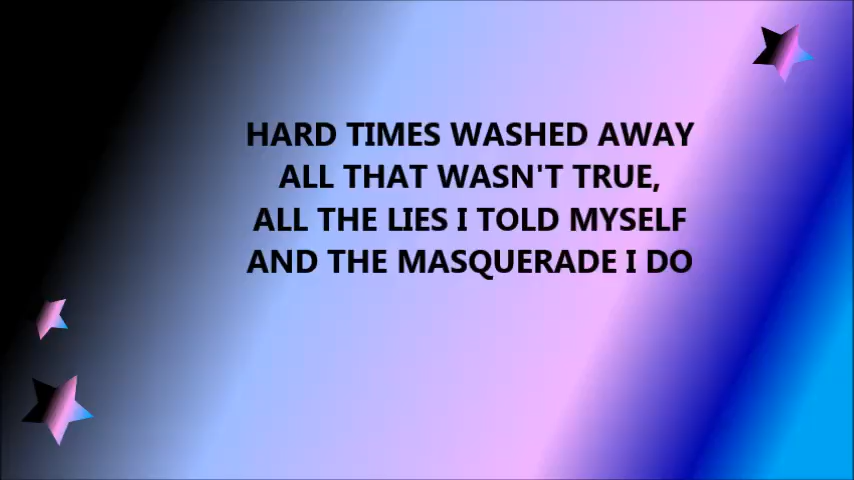 HARD TIMES WASHED AWAY
ALL THAT WASN'T TRUE,
ALL THE LIES I TOLD MYSELF
AND THE MASQUERADE I DO